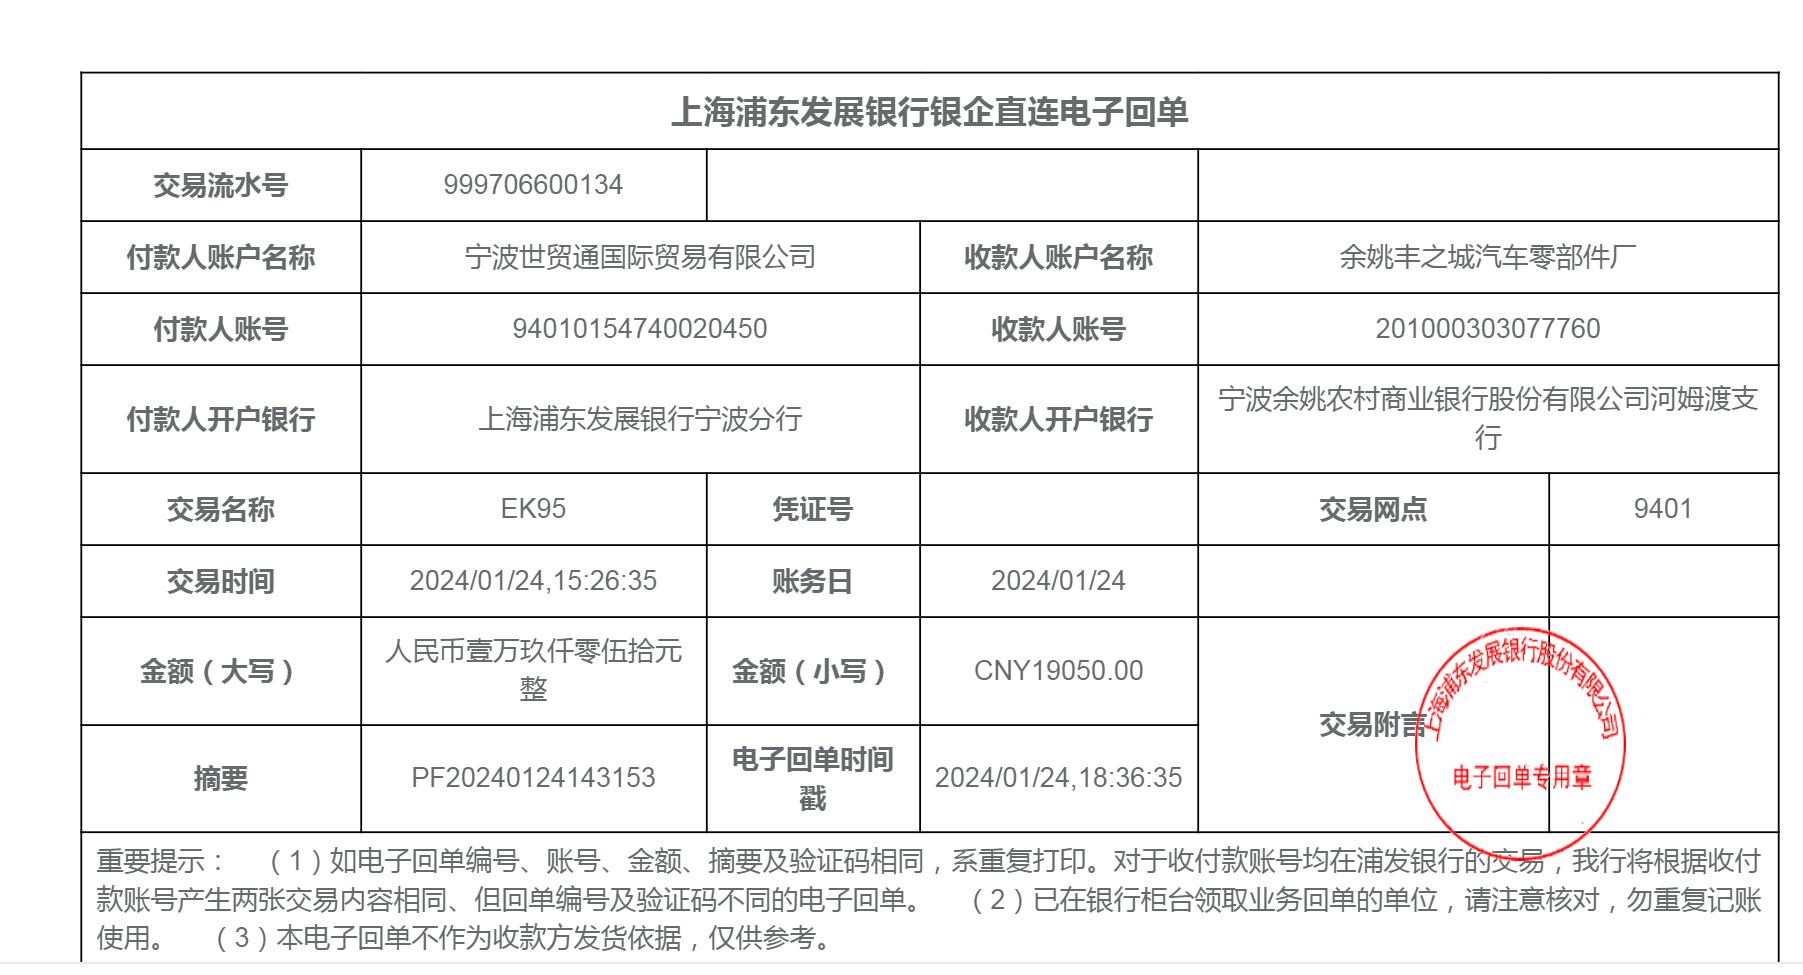 上海浦东发展银行银企直连电子回单
交易流水号 999706600134
付款人账户名称 宁波世贸通国际贸易有限公司 收款人账户名称 余姚丰之城汽车零部件厂
付款人账号 94010154740020450 收款人账号 201000303077760
付款人开户银行 上海浦东发展银行宁波分行 收款人开户银行 宁波余姚农村商业银行股份有限公司河姆渡支
行
交易名称 EK95 凭证号 交易网点 9401
交易时间 2024/01/24,15:26:35 账务日 2024/01/24
金额（大写） 人民币壹万玖仟零伍拾元
整
金额（小写） CNY19050.00
交易附言
上海浦东发展银行股份有限公司
电子回单专用章
摘要 PF20240124143153 电子回单时间
戳
2024/01/24,18:36:35
重要提示： （1）如电子回单编号、账号、金额、摘要及验证码相同，系重复打印。对于收付款账号均在浦发银行的交易，我行将根据收付
款账号产生两张交易内容相同、但回单编号及验证码不同的电子回单。 （2）已在银行柜台领取业务回单的单位，请注意核对，勿重复记账
使用。 （3）本电子回单不作为收款方发货依据，仅供参考。